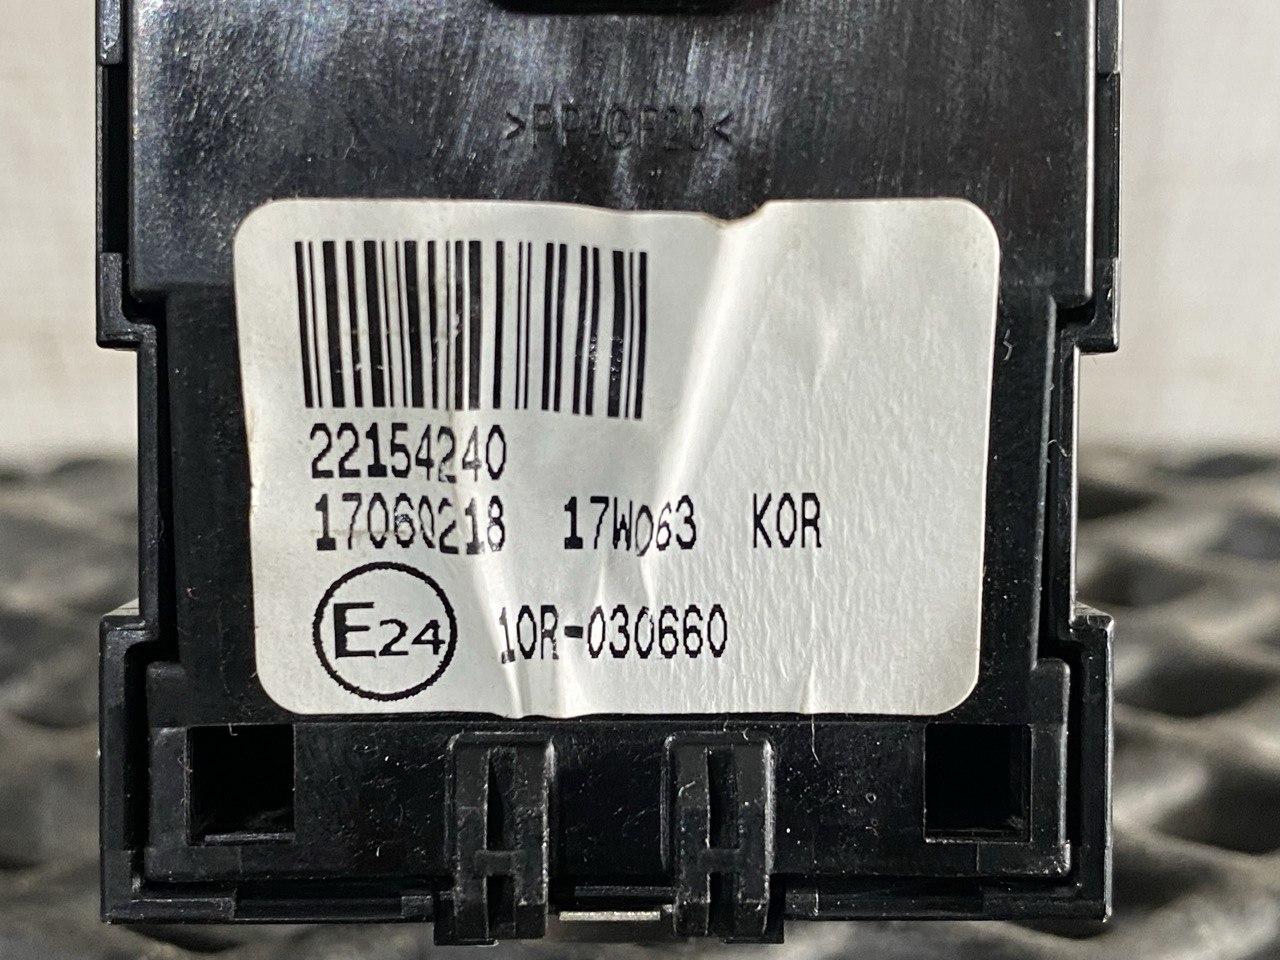 >PP-GF20<
22154240
17060218 17W063 KOR
E24 10R-030660